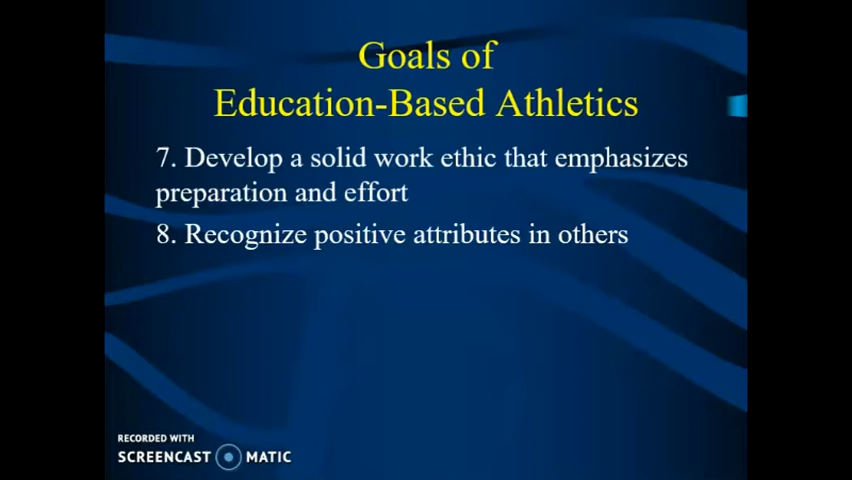 Goals of
Education-Based Athletics
7. Develop a solid work ethic that emphasizes
preparation and effort
8. Recognize positive attributes in others
RECORDED WITH
SCREENCAST MATIC